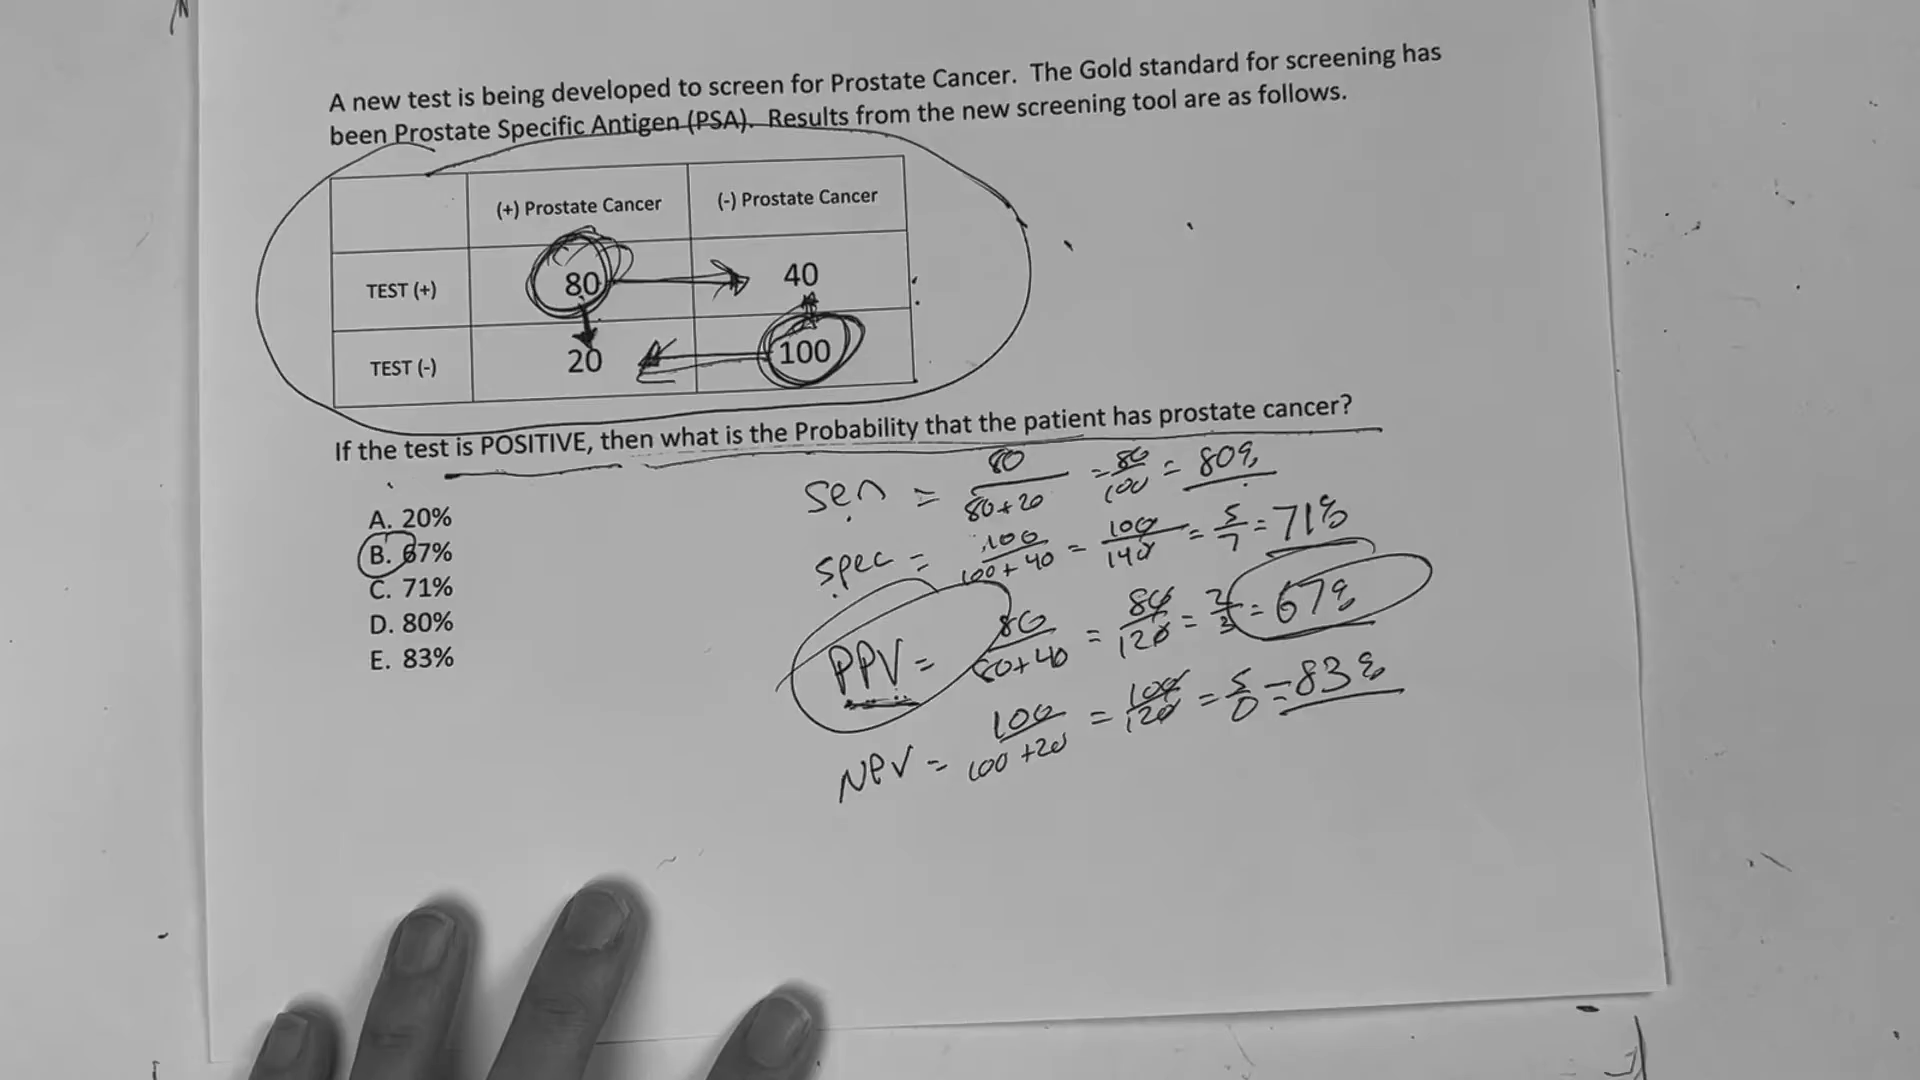 A new test is being developed to screen for Prostate Cancer. The Gold standard for screening has
been Prostate Specific Antigen (PSA). Results from the new screening tool are as follows.
(+) Prostate Cancer (-) Prostate Cancer
TEST (+) 80 40
TEST (-) 20 100
If the test is POSITIVE, then what is the Probability that the patient has prostate cancer?
A. 20%
B. 67%
C. 71%
D. 80%
E. 83%
sen = 80 / 80+20 = 80/100 = 80%
spec = 100 / 100+40 = 100/140 = 5/7 = 71%
PPV = 80 / 80+40 = 80/120 = 2/3 = 67%
NPV = 100 / 100+20 = 100/120 = 83%